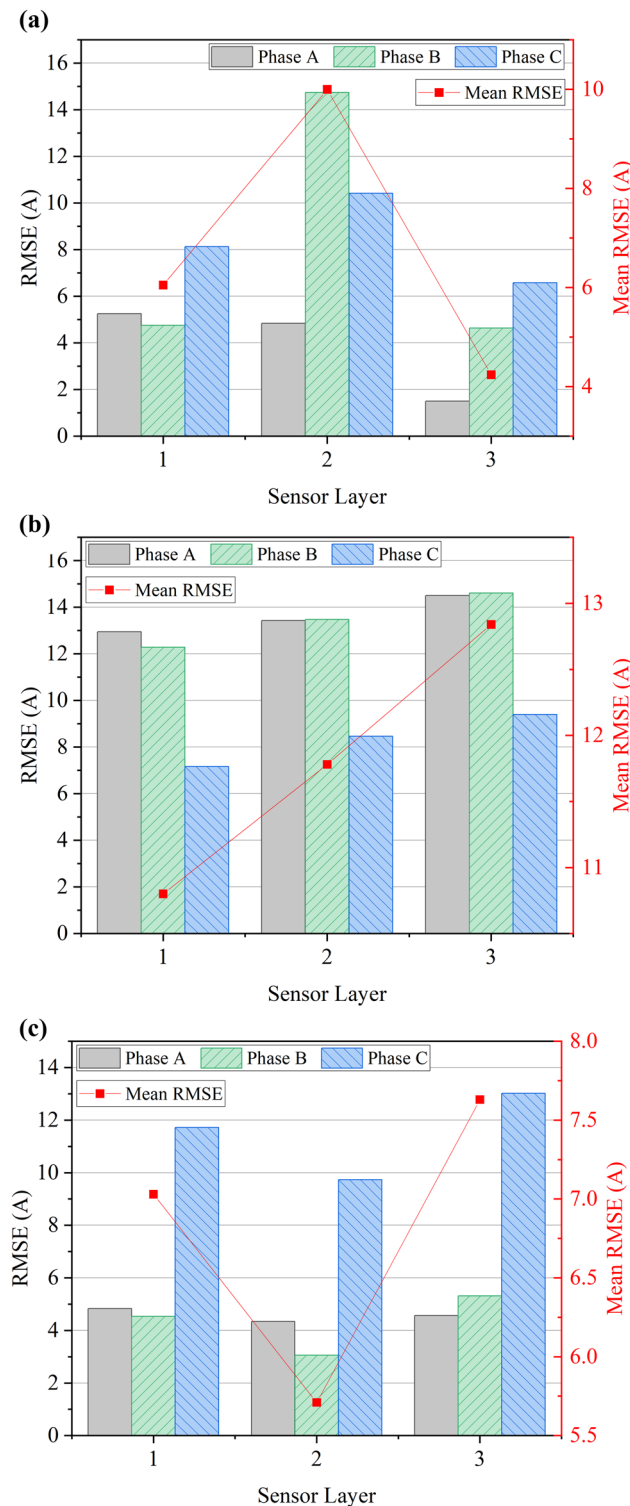 (a)
Phase A Phase B Phase C
Mean RMSE
16
14
12
10
8
6
4
2
0
RMSE (A)
10
8
6
4
Mean RMSE (A)
1 2 3
Sensor Layer
(b)
Phase A Phase B Phase C
Mean RMSE
16
14
12
10
8
6
4
2
0
RMSE (A)
13
12
11
Mean RMSE (A)
1 2 3
Sensor Layer
(c)
Phase A Phase B Phase C
Mean RMSE
14
12
10
8
6
4
2
0
RMSE (A)
8.0
7.5
7.0
6.5
6.0
5.5
Mean RMSE (A)
1 2 3
Sensor Layer